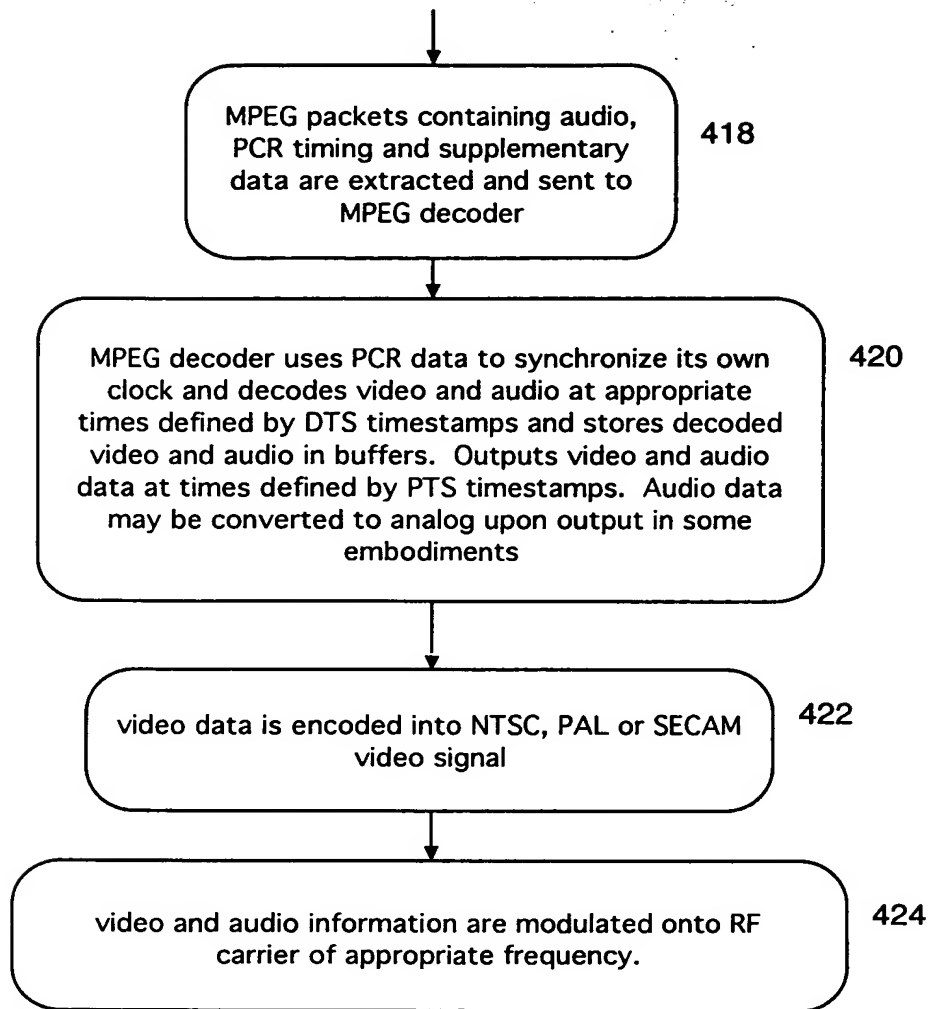 MPEG packets containing audio,
PCR timing and supplementary
data are extracted and sent to
MPEG decoder
418
MPEG decoder uses PCR data to synchronize its own
clock and decodes video and audio at appropriate
times defined by DTS timestamps and stores decoded
video and audio in buffers. Outputs video and audio
data at times defined by PTS timestamps. Audio data
may be converted to analog upon output in some
embodiments
420
video data is encoded into NTSC, PAL or SECAM
video signal
422
video and audio information are modulated onto RF
carrier of appropriate frequency.
424